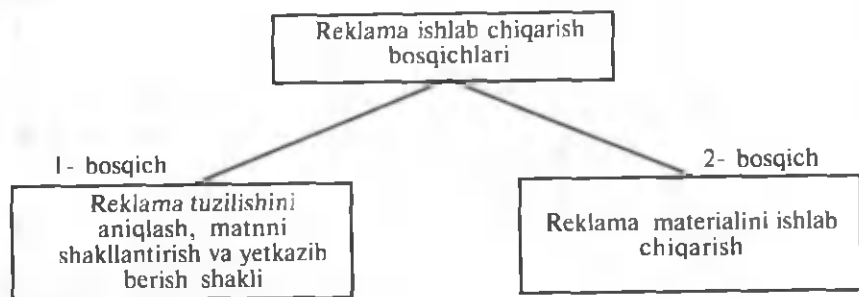 Reklama ishlab chiqarish
bosqichlari
1- bosqich
2- bosqich
Reklama tuzilishini
aniqlash, matnni
shakllantirish va yetkazib
berish shakli
Reklama materialini ishlab
chiqarish